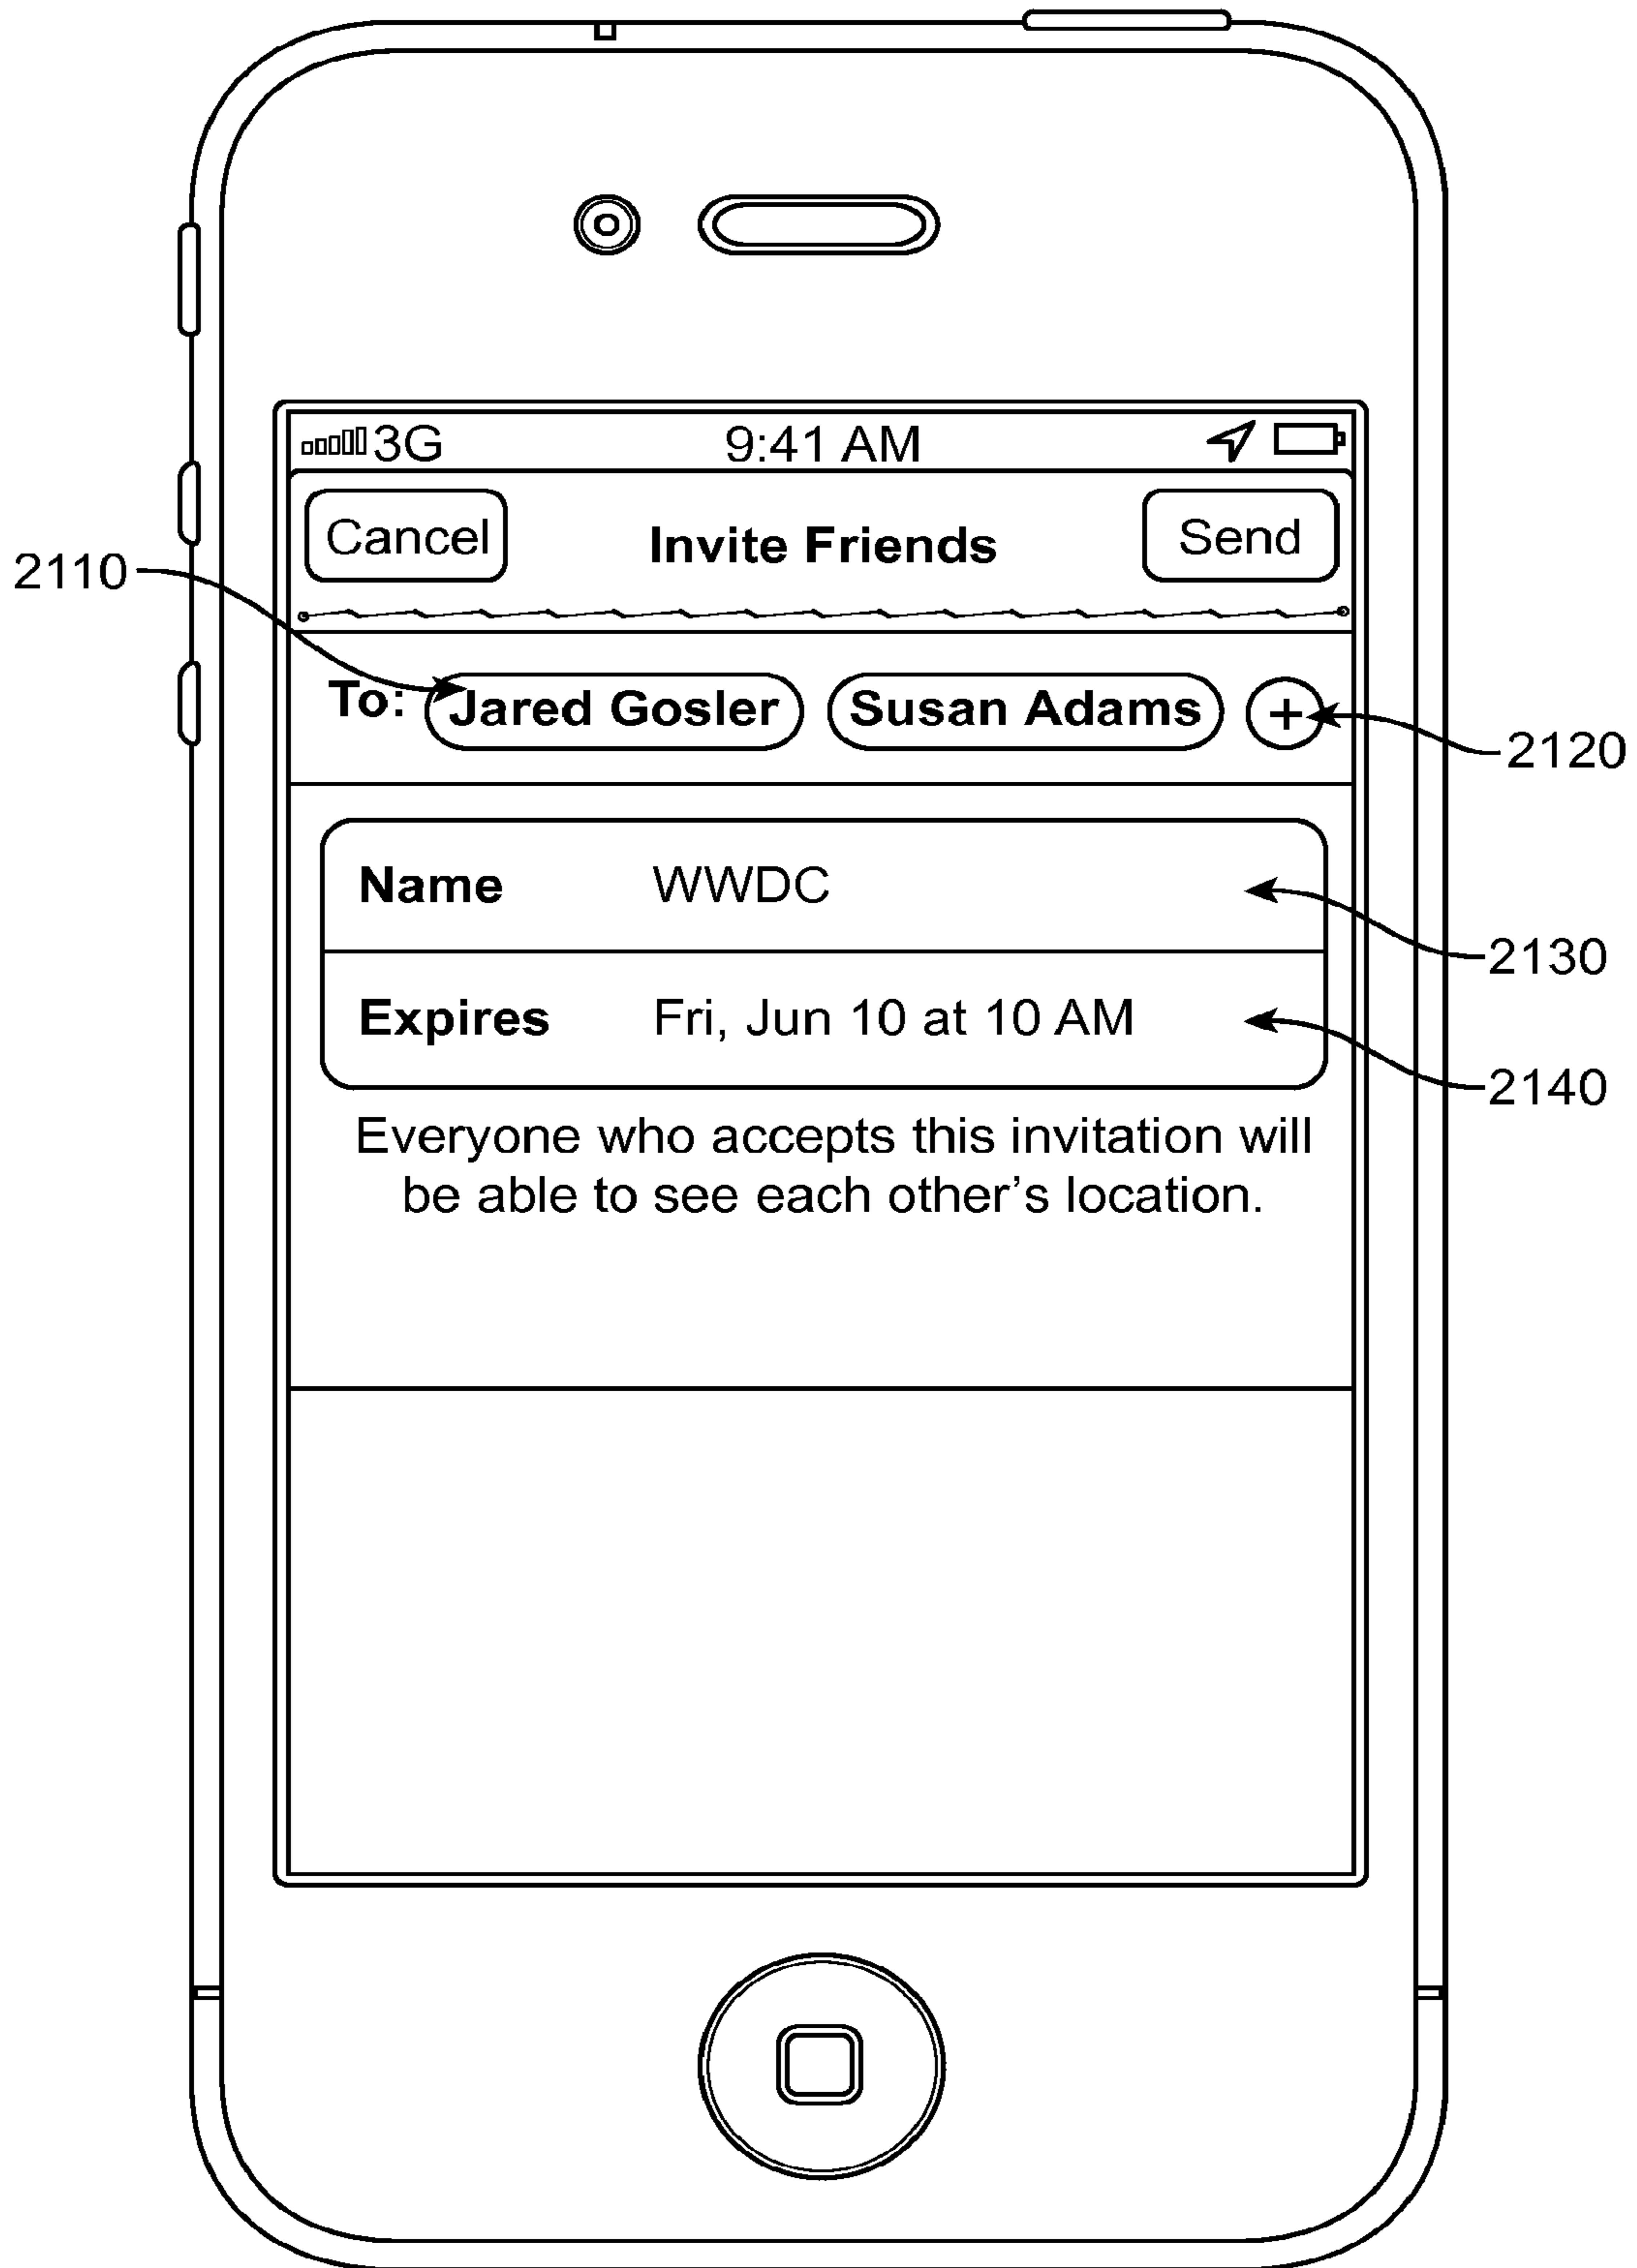 3G 9:41 AM
Cancel Invite Friends Send
2110
To: Jared Gosler Susan Adams +
2120
Name WWDC
2130
Expires Fri, Jun 10 at 10 AM
2140
Everyone who accepts this invitation will
be able to see each other's location.